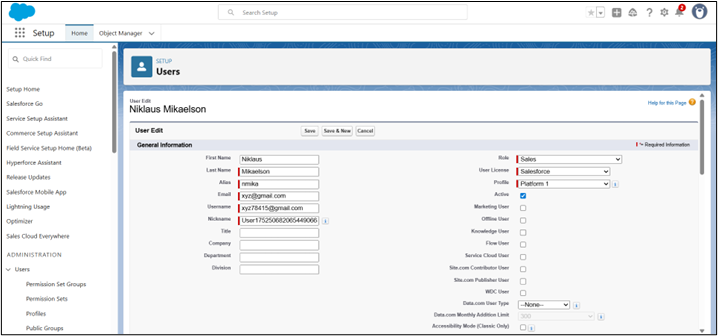 Search Setup
2
Setup
Home
Object Manager
Quick Find
Setup Home
Salesforce Go
Service Setup Assistant
Commerce Setup Assistant
Field Service Setup Home (Beta)
Hyperforce Assistant
Release Updates
Salesforce Mobile App
Lightning Usage
Optimizer
Sales Cloud Everywhere
ADMINISTRATION
Users
Permission Set Groups
Permission Sets
Profiles
Public Groups
SETUP
Users
User Edit
Niklaus Mikaelson
Help for this Page ?
User Edit
Save Save & New Cancel
General Information
= Required Information
First Name Niklaus
Last Name Mikaelson
Alias nmika
Email xyz@gmail.com
Username xyz78415@gmail.com
Nickname User175250682065449066 i
Title
Company
Department
Division
Role Sales
User License Salesforce
Profile Platform 1 i
Active
Marketing User
Offline User
Knowledge User
Flow User
Service Cloud User
Site.com Contributor User
Site.com Publisher User
WDC User
Data.com User Type --None-- i
Data.com Monthly Addition Limit 300 i
Accessibility Mode (Classic Only) i